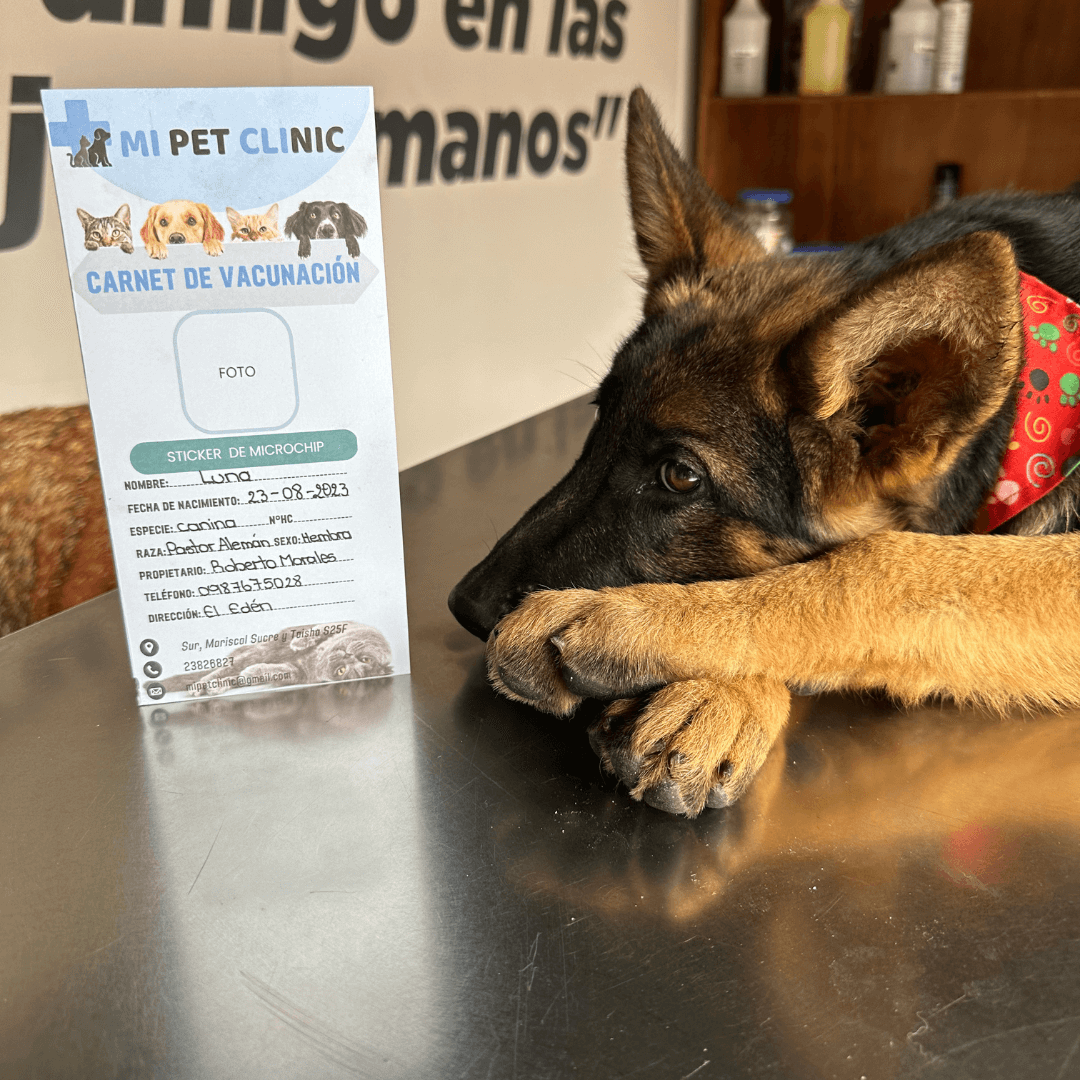 amigo en las
manos"
MI PET CLINIC
CARNET DE VACUNACIÓN
FOTO
STICKER DE MICROCHIP
NOMBRE: Luna
FECHA DE NACIMIENTO: 23-08-2023
ESPECIE: canina N°HC
RAZA: Pastor Alemán SEXO: Hembra
PROPIETARIO: Roberto Morales
TELÉFONO: 0987675028
DIRECCIÓN: El Edén
Sur, Mariscal Sucre y Taisha S25F
23826827
mipetclinic@gmail.com